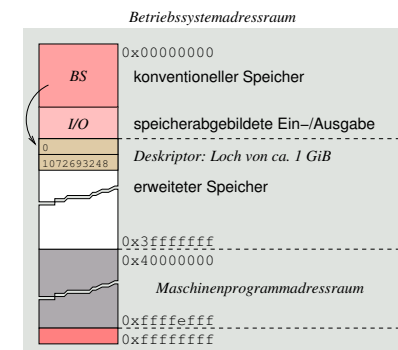 Betriebssystemadressraum
0x00000000
BS
konventioneller Speicher
I/O
speicherabgebildete Ein−/Ausgabe
0
1072693248
Deskriptor: Loch von ca. 1 GiB
erweiterter Speicher
0x3fffffff
0x40000000
Maschinenprogrammadressraum
0xffffefff
0xffffffff